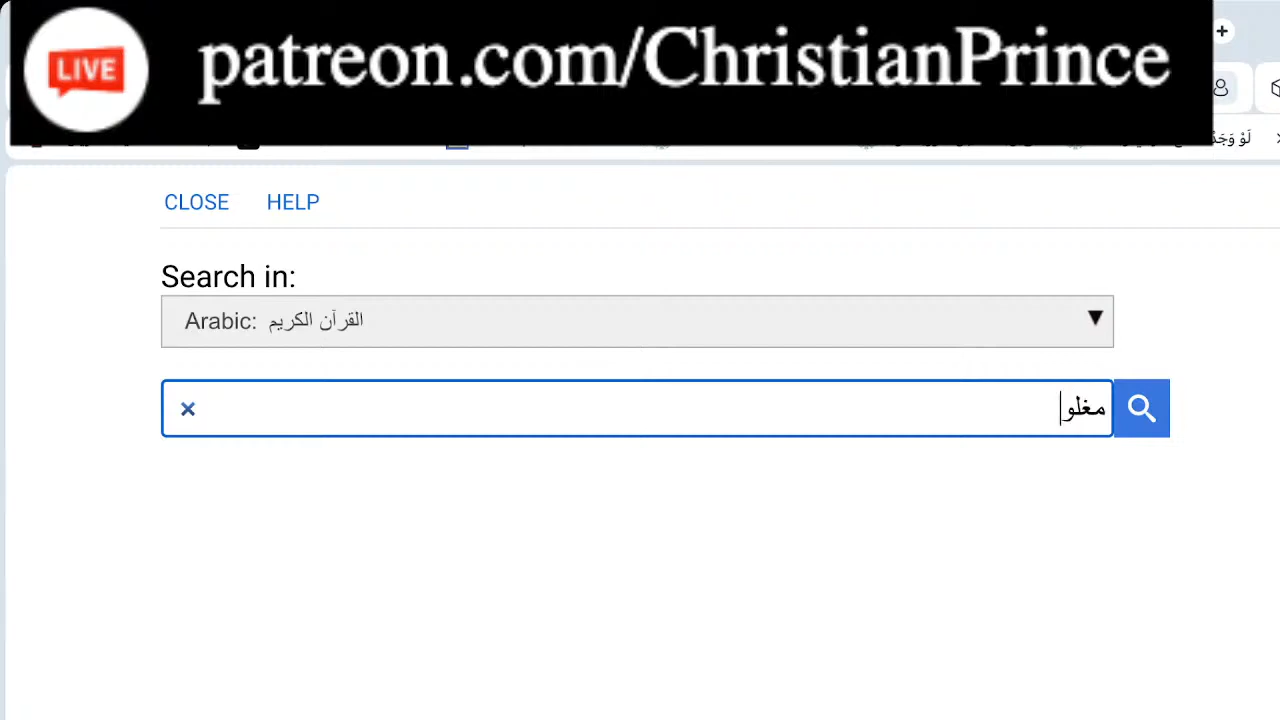 LIVE
patreon.com/ChristianPrince
لَوْ وَجَدْ
CLOSE HELP
Search in:
Arabic: القرآن الكريم
مغلو